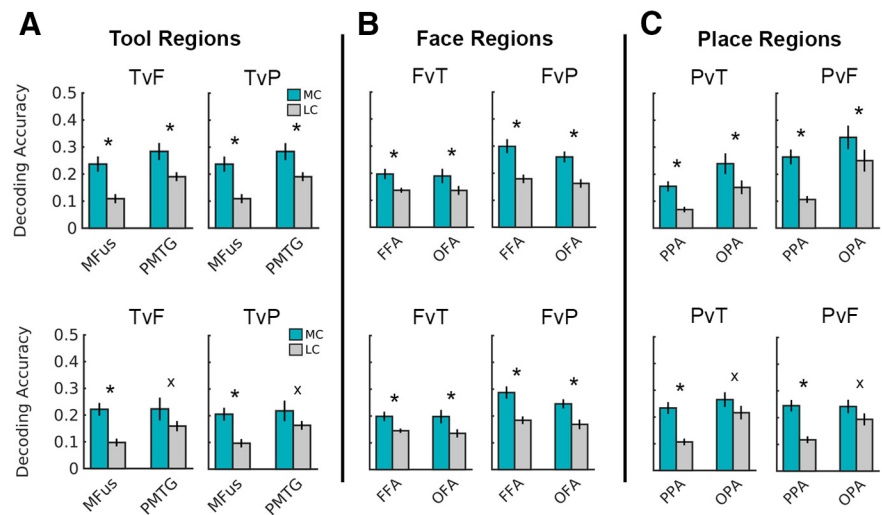 A
Tool Regions
B
Face Regions
C
Place Regions
TvF
TvP
FvT
FvP
PvT
PvF
Decoding Accuracy
0.5
0.4
0.3
0.2
0.1
0
MC
LC
* * * *
* * * *
* * * *
MFus PMTG MFus PMTG
FFA OFA FFA OFA
PPA OPA PPA OPA
TvF
TvP
FvT
FvP
PvT
PvF
Decoding Accuracy
0.5
0.4
0.3
0.2
0.1
0
MC
LC
* x * x
* * * *
* x * x
MFus PMTG MFus PMTG
FFA OFA FFA OFA
PPA OPA PPA OPA